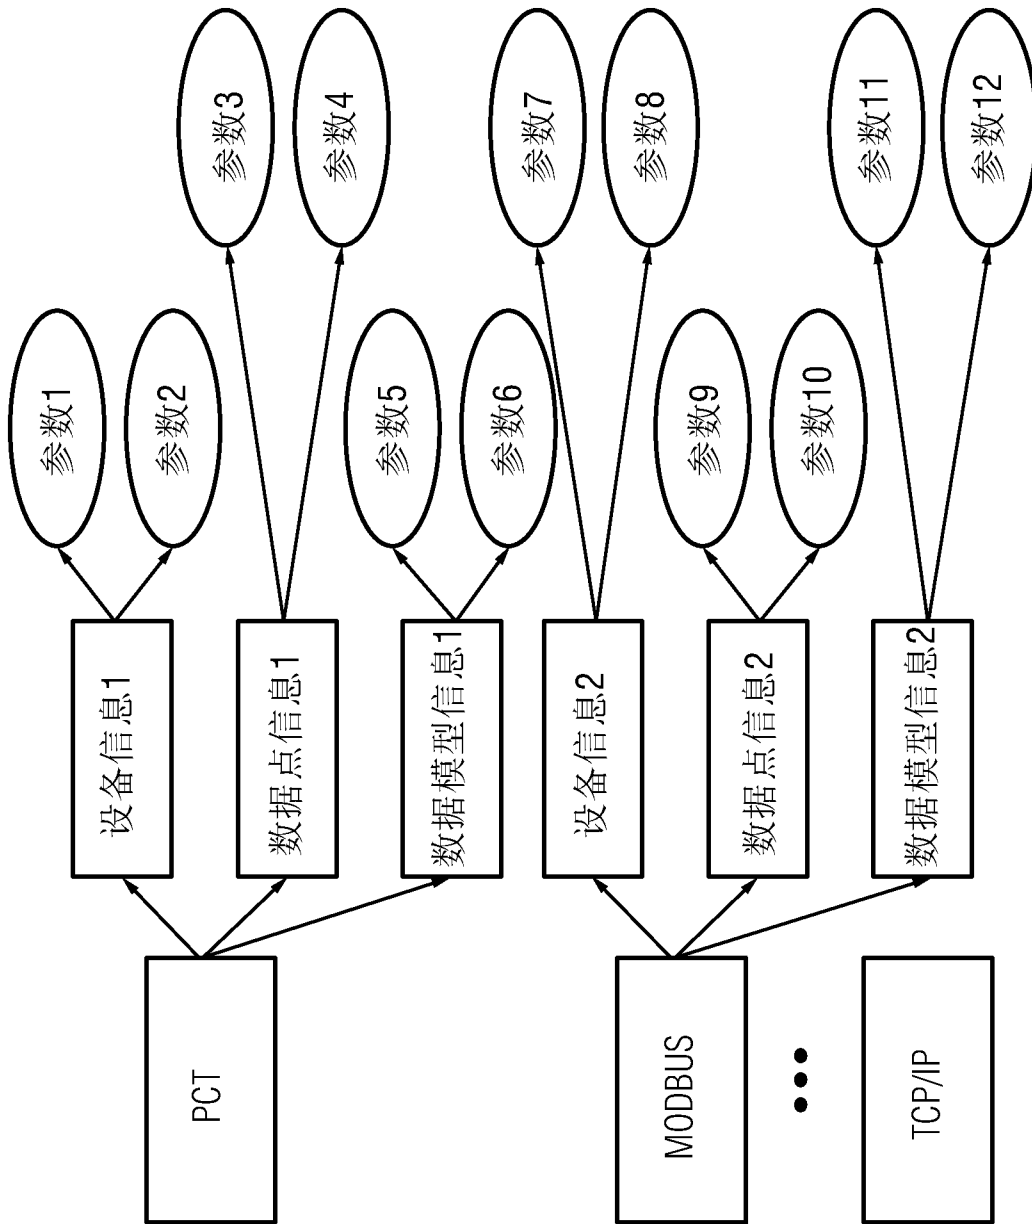 PCT
MODBUS
TCP/IP
设备信息1
数据点信息1
数据模型信息1
设备信息2
数据点信息2
数据模型信息2
参数1
参数2
参数3
参数4
参数5
参数6
参数7
参数8
参数9
参数10
参数11
参数12